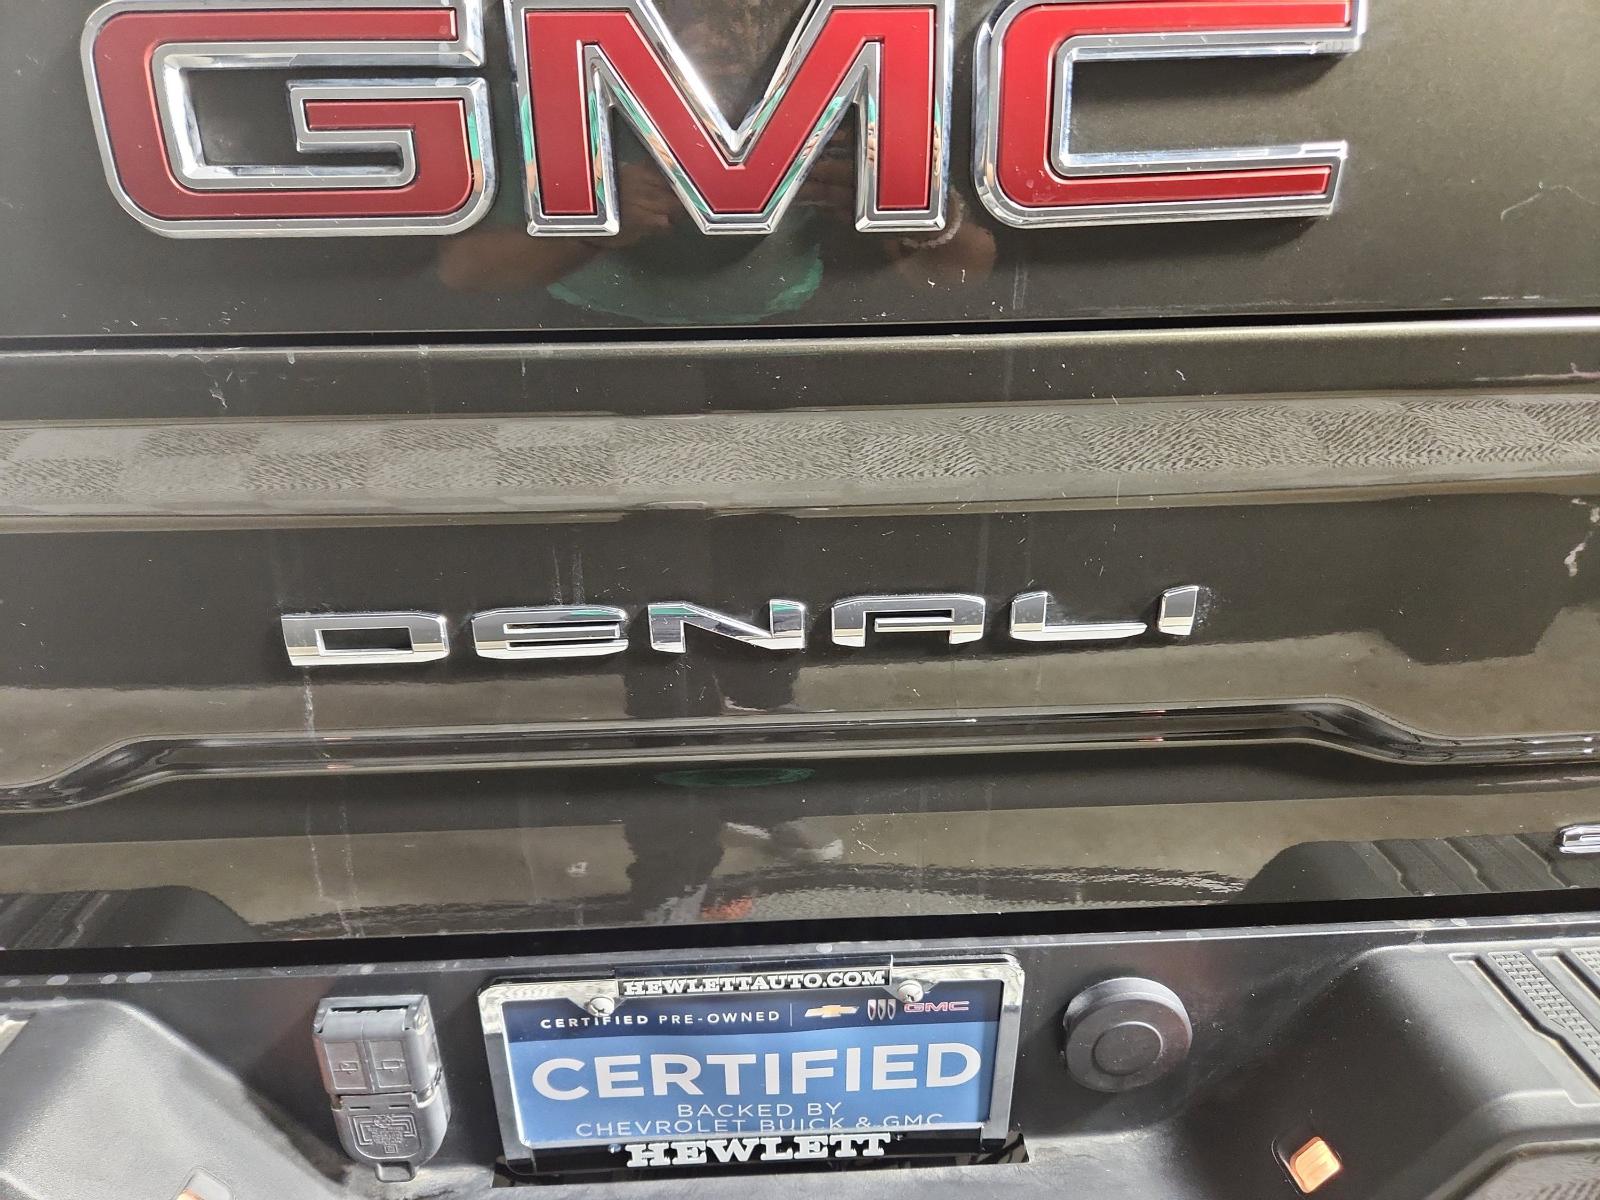 GMC
DENALI
HEWLETTAUTO.COM
CERTIFIED PRE-OWNED GMC
CERTIFIED
BACKED BY
CHEVROLET BUICK & GMC
HEWLETT